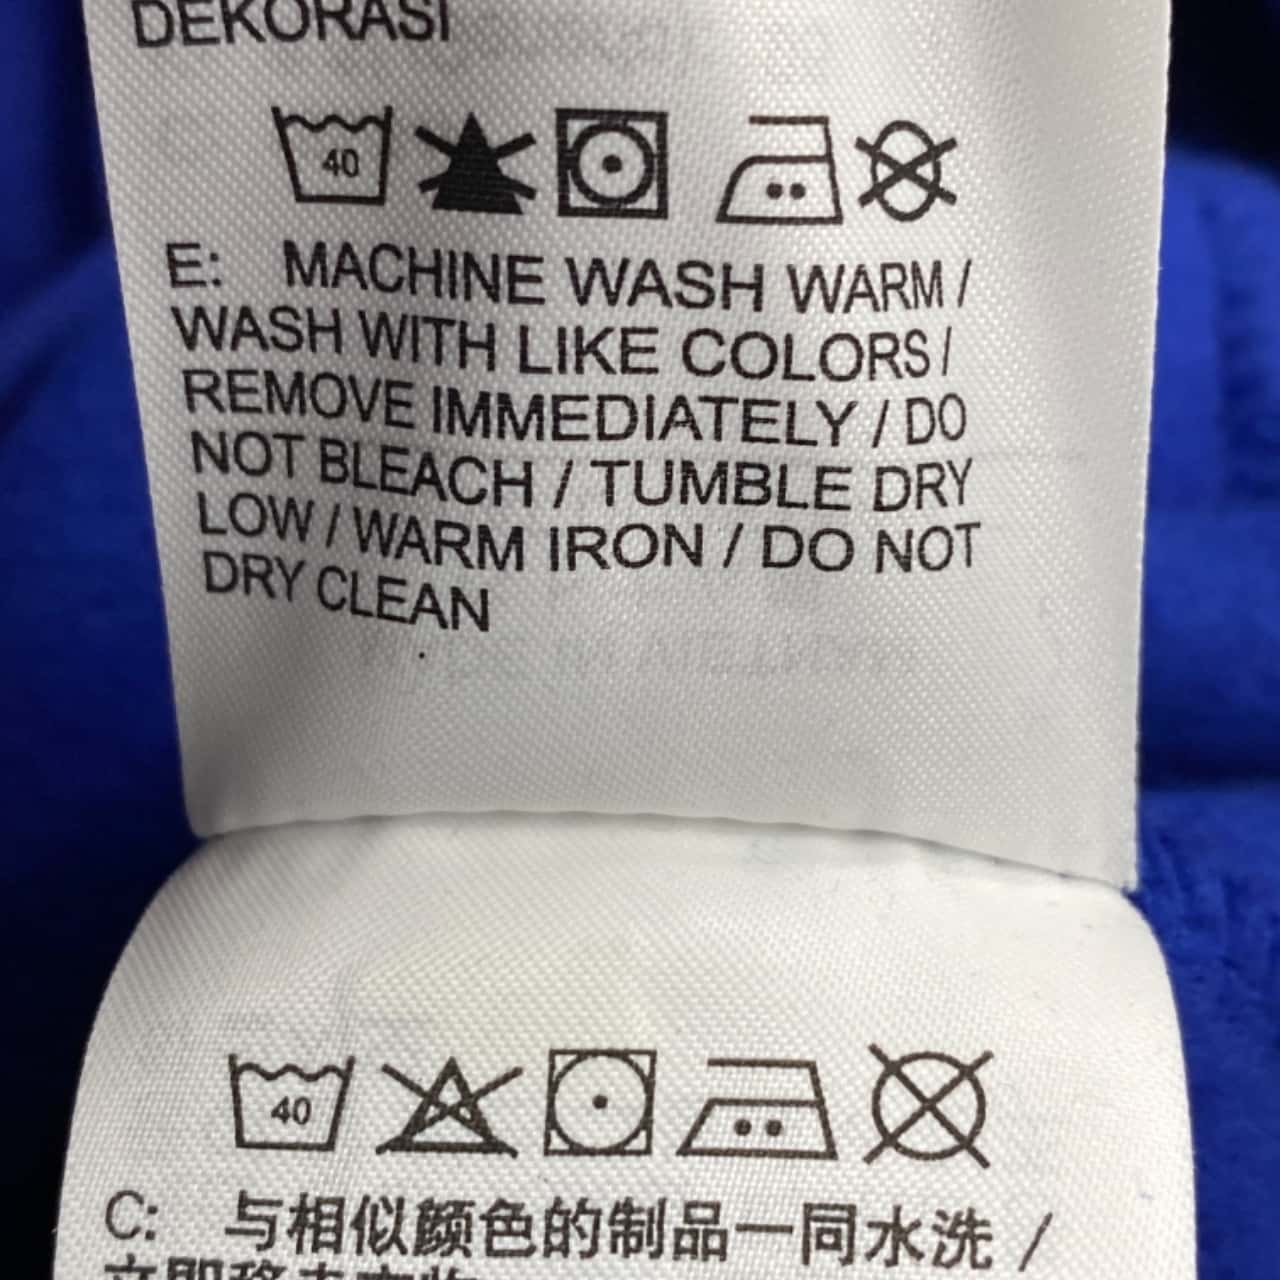 DEKORASI
40
E: MACHINE WASH WARM /
WASH WITH LIKE COLORS /
REMOVE IMMEDIATELY / DO
NOT BLEACH / TUMBLE DRY
LOW / WARM IRON / DO NOT
DRY CLEAN
40
C: 与相似颜色的制品一同水洗 /